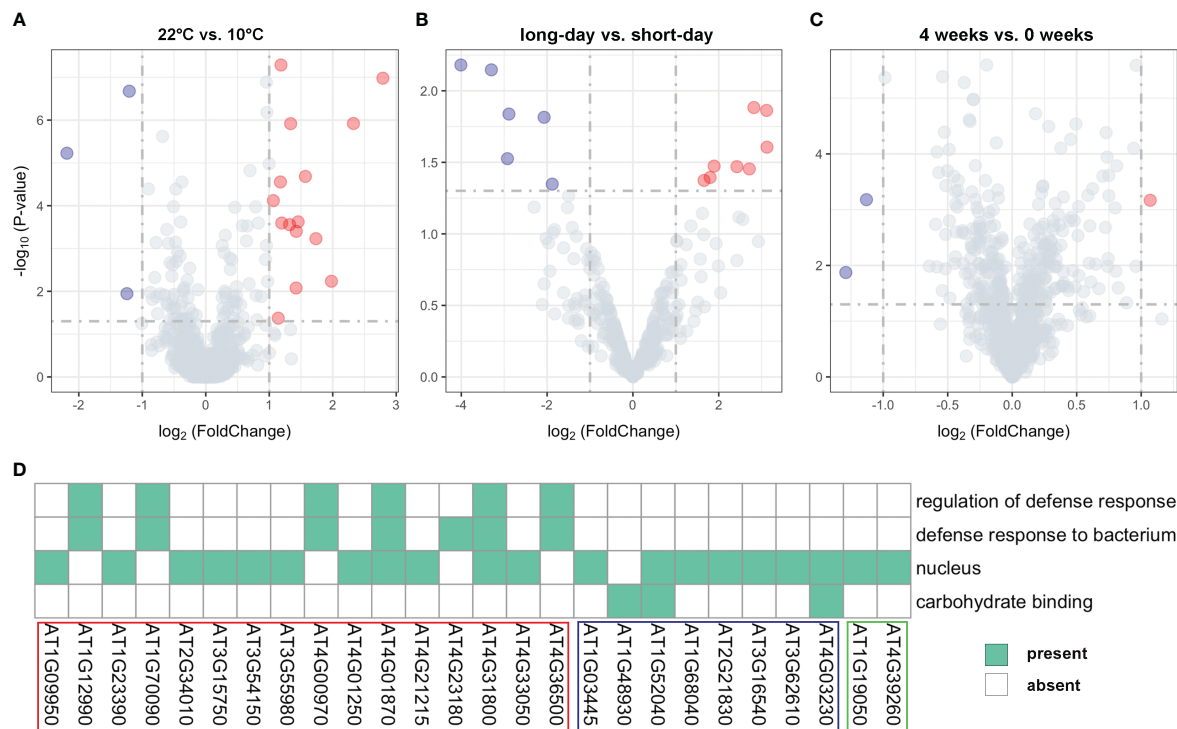 A
22ºC vs. 10ºC
-log10 (P-value)
6
4
2
0
-2
-1
0
1
2
3
log2 (FoldChange)
B
long-day vs. short-day
2.0
1.5
1.0
0.5
0.0
-4
-2
0
2
log2 (FoldChange)
C
4 weeks vs. 0 weeks
4
2
0
-1.0
-0.5
0.0
0.5
1.0
log2 (FoldChange)
D
regulation of defense response
defense response to bacterium
nucleus
carbohydrate binding
AT1G09950
AT1G12990
AT1G23390
AT1G70090
AT2G34010
AT3G15750
AT3G54150
AT3G55980
AT4G00970
AT4G01250
AT4G01870
AT4G21215
AT4G23180
AT4G31800
AT4G33050
AT4G36500
AT1G03445
AT1G48930
AT1G52040
AT1G68040
AT2G21830
AT3G16540
AT3G62610
AT4G03230
AT1G19050
AT4G39260
present
absent